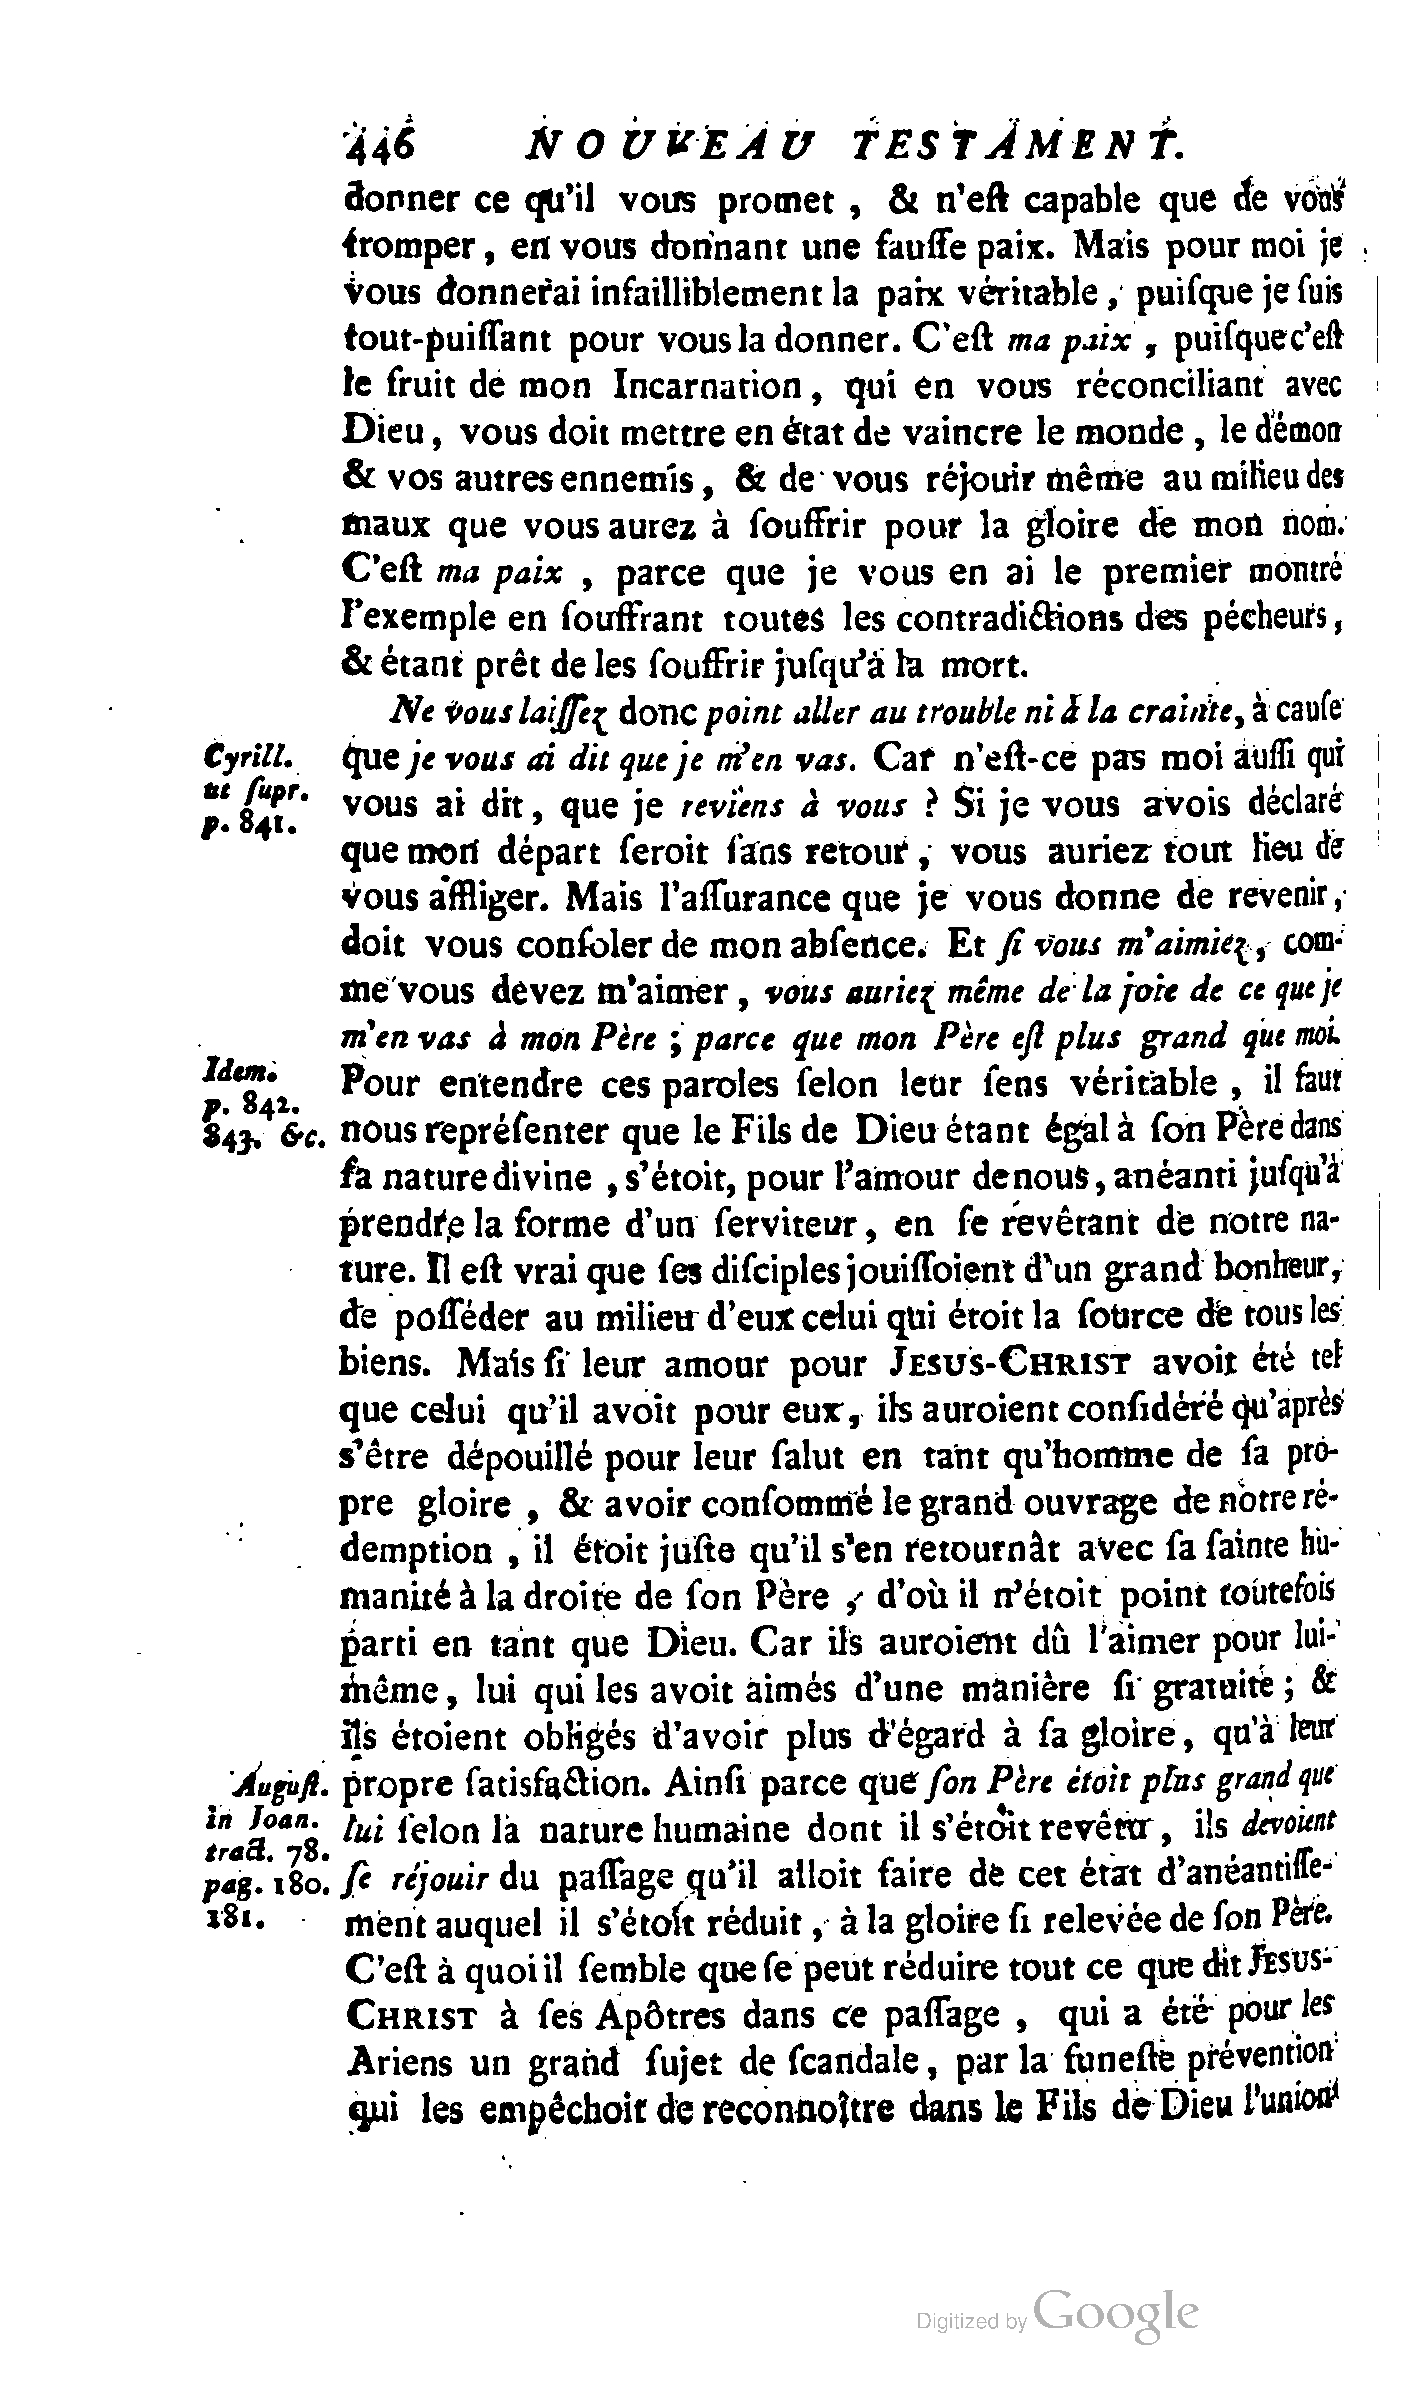 446 NOUVEAU TESTAMENT.
donner ce qu'il vous promet , & n'eſt capable que de vous
tromper , en vous donnant une fauſſe paix. Mais pour moi je
vous donnerai infailliblement la paix véritable , puiſque je ſuis
tout-puiſſant pour vous la donner. C'eſt ma paix , puiſque c'eſt
le fruit de mon Incarnation , qui en vous réconciliant avec
Dieu , vous doit mettre en état de vaincre le monde , le démon
& vos autres ennemis , & de vous réjouir même au milieu des
maux que vous aurez à ſouffrir pour la gloire de mon nom.
C'eſt ma paix , parce que je vous en ai le premier montré
l'exemple en ſouffrant toutes les contradictions des pécheurs ,
& étant prêt de les ſouffrir juſqu'à la mort.
Ne vous laiſſez donc point aller au trouble ni à la crainte, à cauſe
Cyrill. que je vous ai dit que je m'en vas. Car n'eſt-ce pas moi auſſi qui
ut ſupr. vous ai dit , que je reviens à vous ? Si je vous avois déclaré
p. 841.
que mon départ ſeroit ſans retour , vous auriez tout lieu de
vous affliger. Mais l'aſſurance que je vous donne de revenir ,
doit vous conſoler de mon abſence. Et ſi vous m'aimiez , com-
me vous devez m'aimer , vous auriez même de la joie de ce que je
m'en vas à mon Père ; parce que mon Père eſt plus grand que moi.
Idem. Pour entendre ces paroles ſelon leur ſens véritable , il faut
p. 842.
843. &c. nous repréſenter que le Fils de Dieu étant égal à ſon Père dans
ſa nature divine , s'étoit, pour l'amour de nous , anéanti juſqu'à
prendre la forme d'un ſerviteur , en ſe revêtant de notre na-
ture. Il eſt vrai que ſes diſciples jouiſſoient d'un grand bonheur ,
de poſſéder au milieu d'eux celui qui étoit la ſource de tous les
biens. Mais ſi leur amour pour JESUS-CHRIST avoit été tel
que celui qu'il avoit pour eux , ils auroient conſidéré qu'après
s'être dépouillé pour leur ſalut en tant qu'homme de ſa pro-
pre gloire , & avoir conſommé le grand ouvrage de notre ré-
demption , il étoit juſte qu'il s'en retournât avec ſa ſainte hu-
manité à la droite de ſon Père , d'où il n'étoit point toutefois
parti en tant que Dieu. Car ils auroient dû l'aimer pour lui-
même , lui qui les avoit aimés d'une manière ſi gratuite ; &
ils étoient obligés d'avoir plus d'égard à ſa gloire , qu'à leur
Auguſt. propre ſatisfaction. Ainſi parce que ſon Père étoit plus grand que
in Joan. lui ſelon la nature humaine dont il s'étoit revêtu , ils devoient
tract. 78.
pag. 180. ſe réjouir du paſſage qu'il alloit faire de cet état d'anéantiſſe-
181. ment auquel il s'étoit réduit , à la gloire ſi relevée de ſon Père.
C'eſt à quoi il ſemble que ſe peut réduire tout ce que dit JESUS-
CHRIST à ſes Apôtres dans ce paſſage , qui a été pour les
Ariens un grand ſujet de ſcandale , par la funeſte prévention
qui les empêchoit de reconnoître dans le Fils de Dieu l'union
Digitized by Google